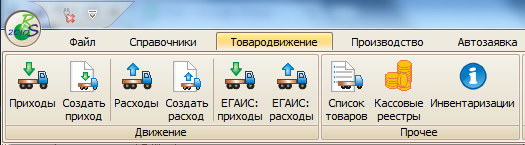 Файл Справочники Товародвижение Производство Автозаявка
Приходы Создать приход Расходы Создать расход ЕГАИС: приходы ЕГАИС: расходы Список товаров Кассовые реестры Инвентаризации
Движение Прочее